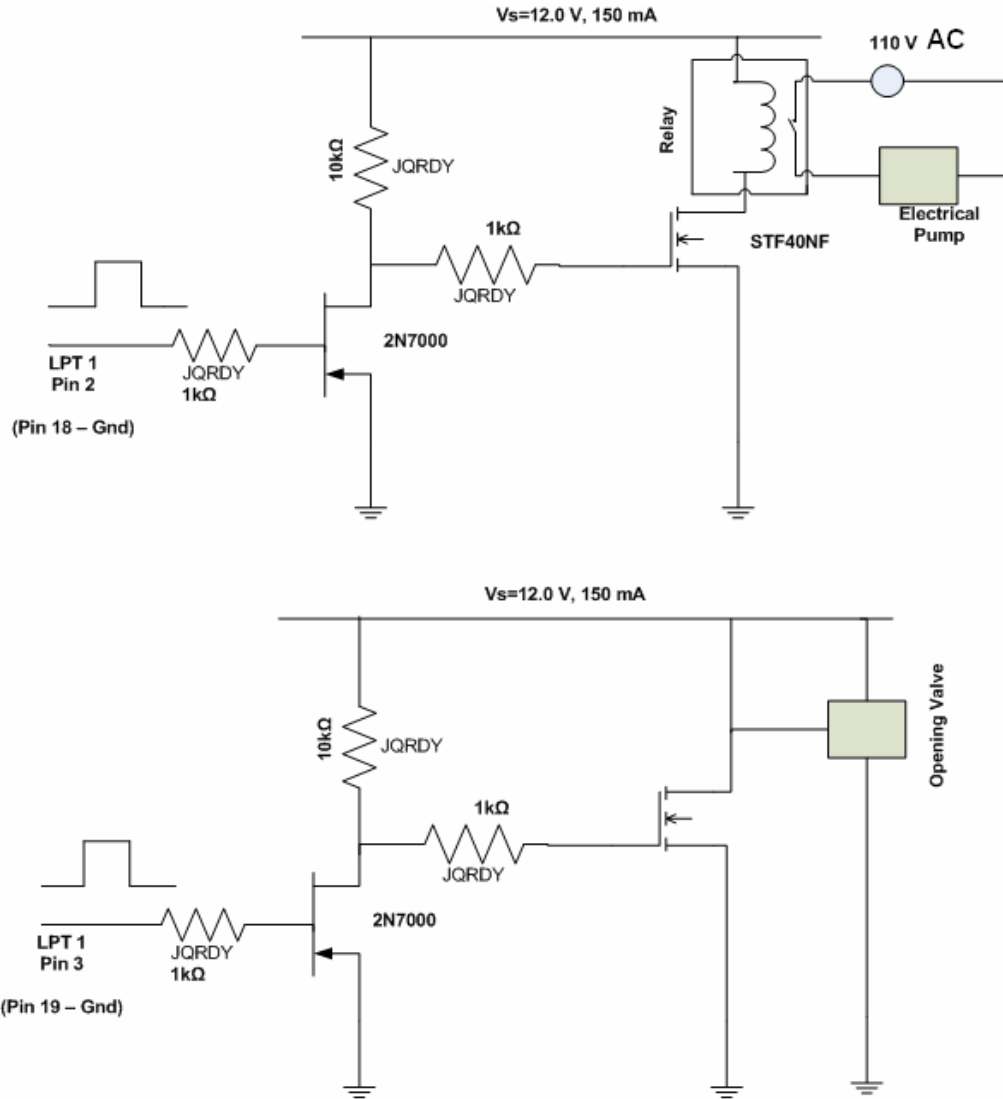 Vs=12.0 V, 150 mA
110 V AC
Relay
10kΩ
JQRDY
Electrical
Pump
1kΩ
STF40NF
JQRDY
2N7000
LPT 1
Pin 2
JQRDY
1kΩ
(Pin 18 – Gnd)
Vs=12.0 V, 150 mA
Opening Valve
10kΩ
JQRDY
1kΩ
JQRDY
2N7000
LPT 1
Pin 3
JQRDY
1kΩ
(Pin 19 – Gnd)